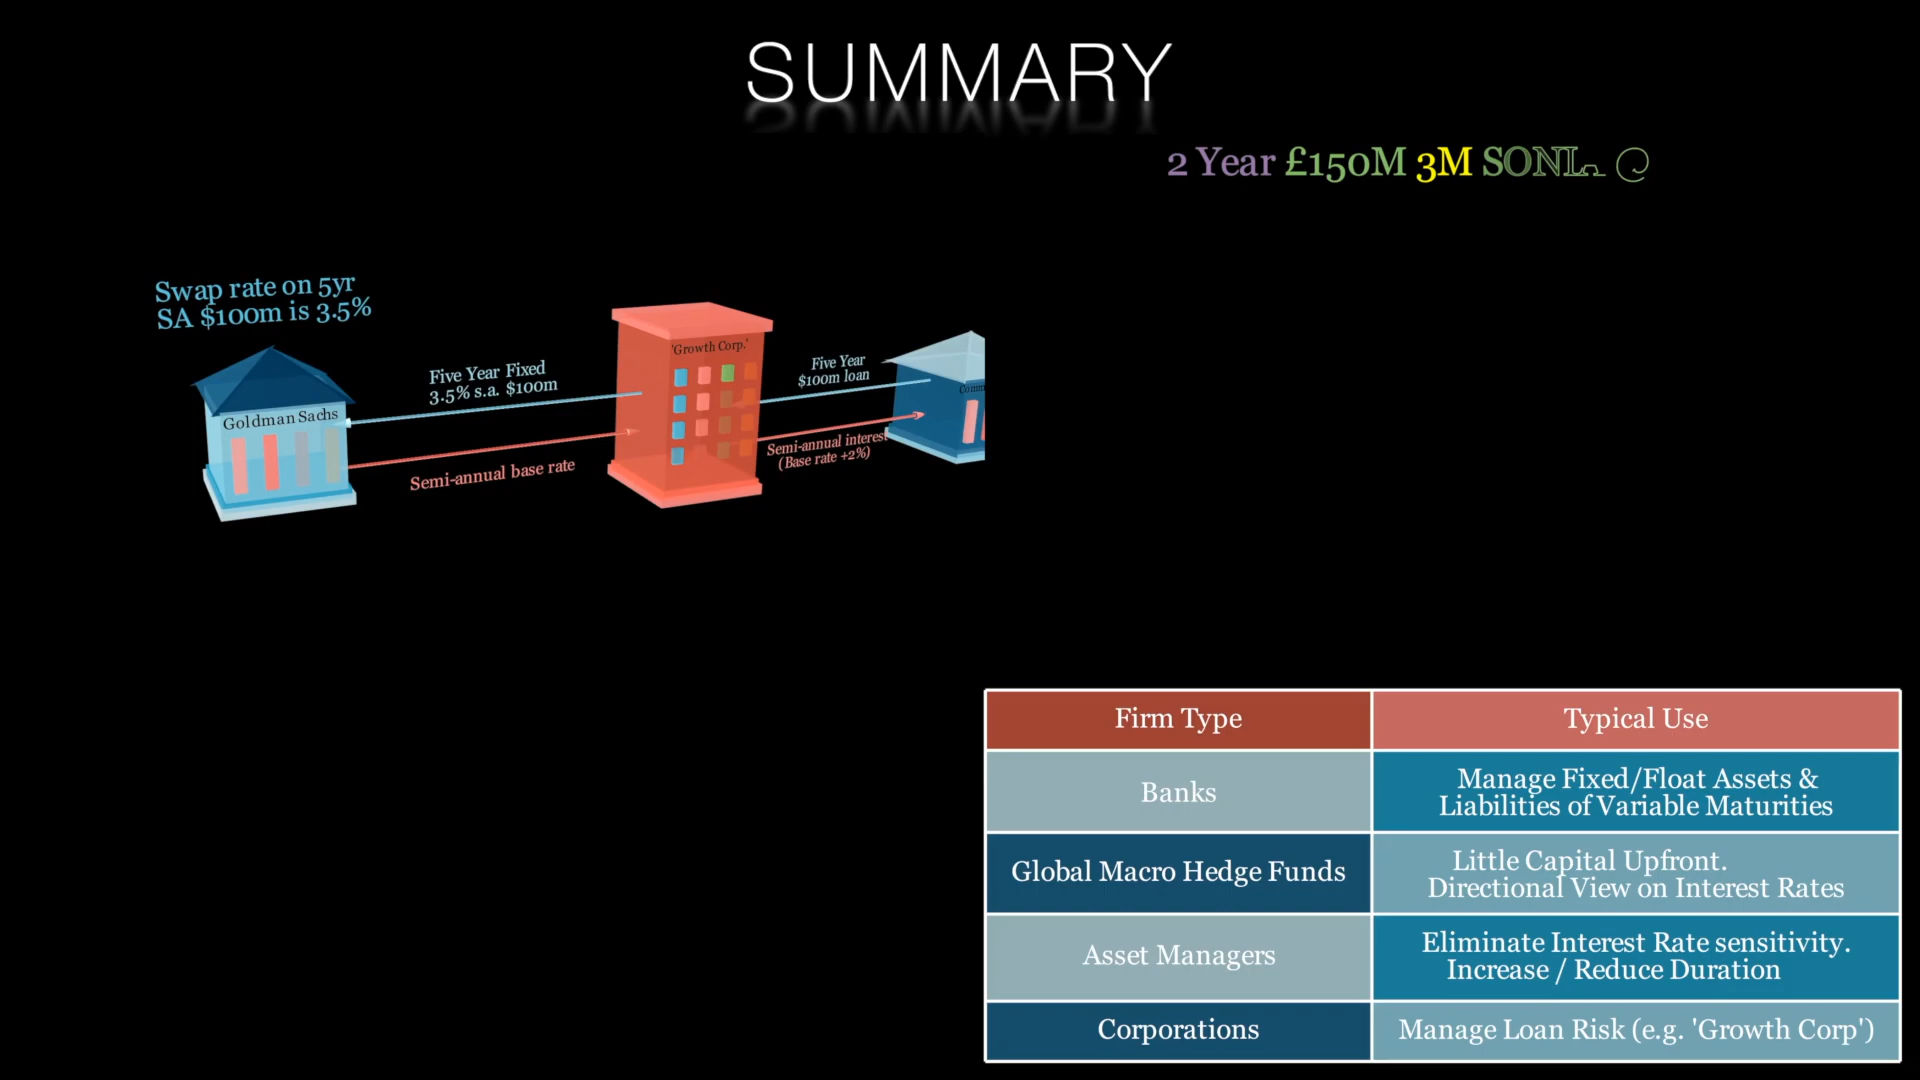 SUMMARY
2 Year £150M 3M
Swap rate on 5yr
SA $100m is 3.5%
Goldman Sachs
Five Year Fixed
3.5% s.a. $100m
Semi-annual base rate
'Growth Corp.'
Five Year
$100m loan
Semi-annual interest
(Base rate +2%)
Firm Type
Typical Use
Banks
Manage Fixed/Float Assets &
Liabilities of Variable Maturities
Global Macro Hedge Funds
Little Capital Upfront.
Directional View on Interest Rates
Asset Managers
Eliminate Interest Rate sensitivity.
Increase / Reduce Duration
Corporations
Manage Loan Risk (e.g. 'Growth Corp')